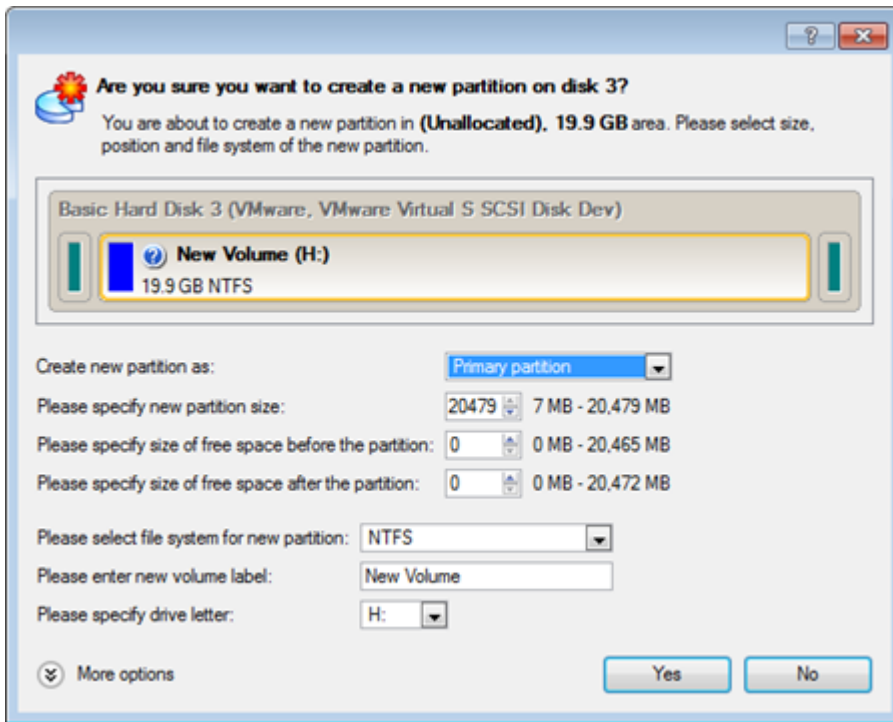 Are you sure you want to create a new partition on disk 3?
You are about to create a new partition in (Unallocated), 19.9 GB area. Please select size,
position and file system of the new partition.
Basic Hard Disk 3 (VMware, VMware Virtual S SCSI Disk Dev)
New Volume (H:)
19.9 GB NTFS
Create new partition as: Primary partition
Please specify new partition size: 20479 7 MB - 20,479 MB
Please specify size of free space before the partition: 0 0 MB - 20,465 MB
Please specify size of free space after the partition: 0 0 MB - 20,472 MB
Please select file system for new partition: NTFS
Please enter new volume label: New Volume
Please specify drive letter: H:
More options Yes No